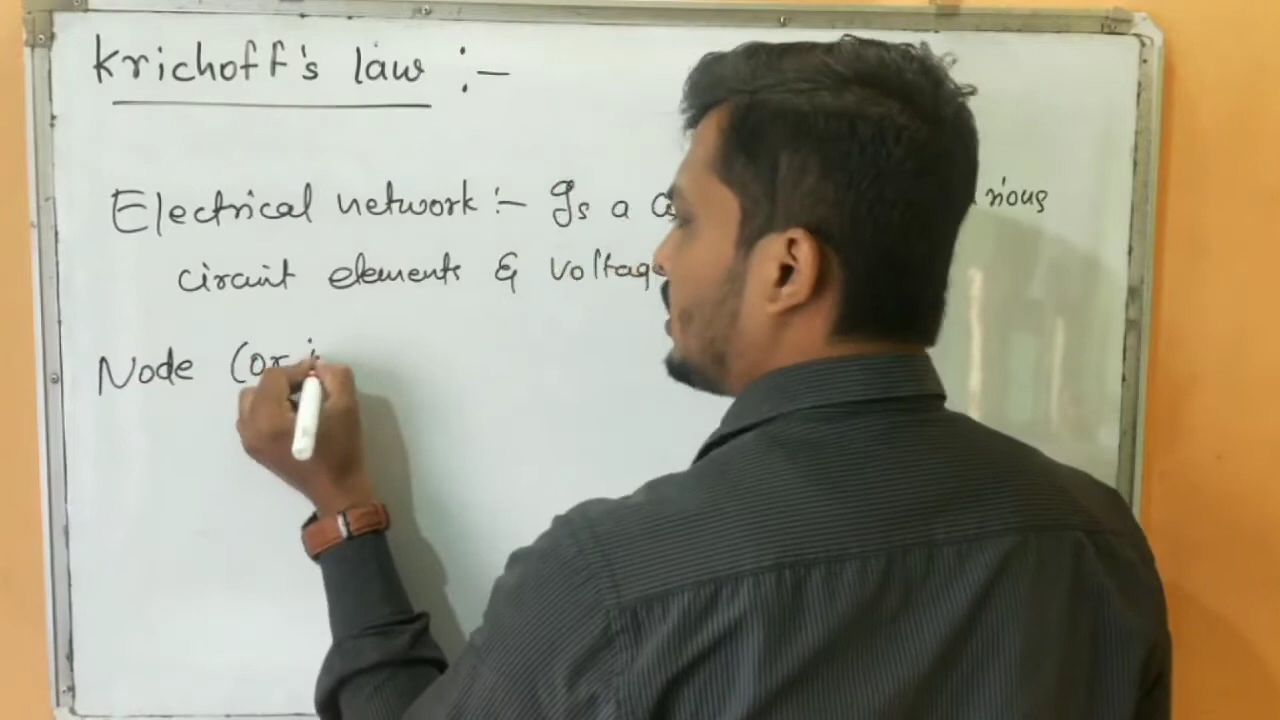 Krichoff's law :-
Electrical network :- Is a
circuit elements & voltage
Node (or